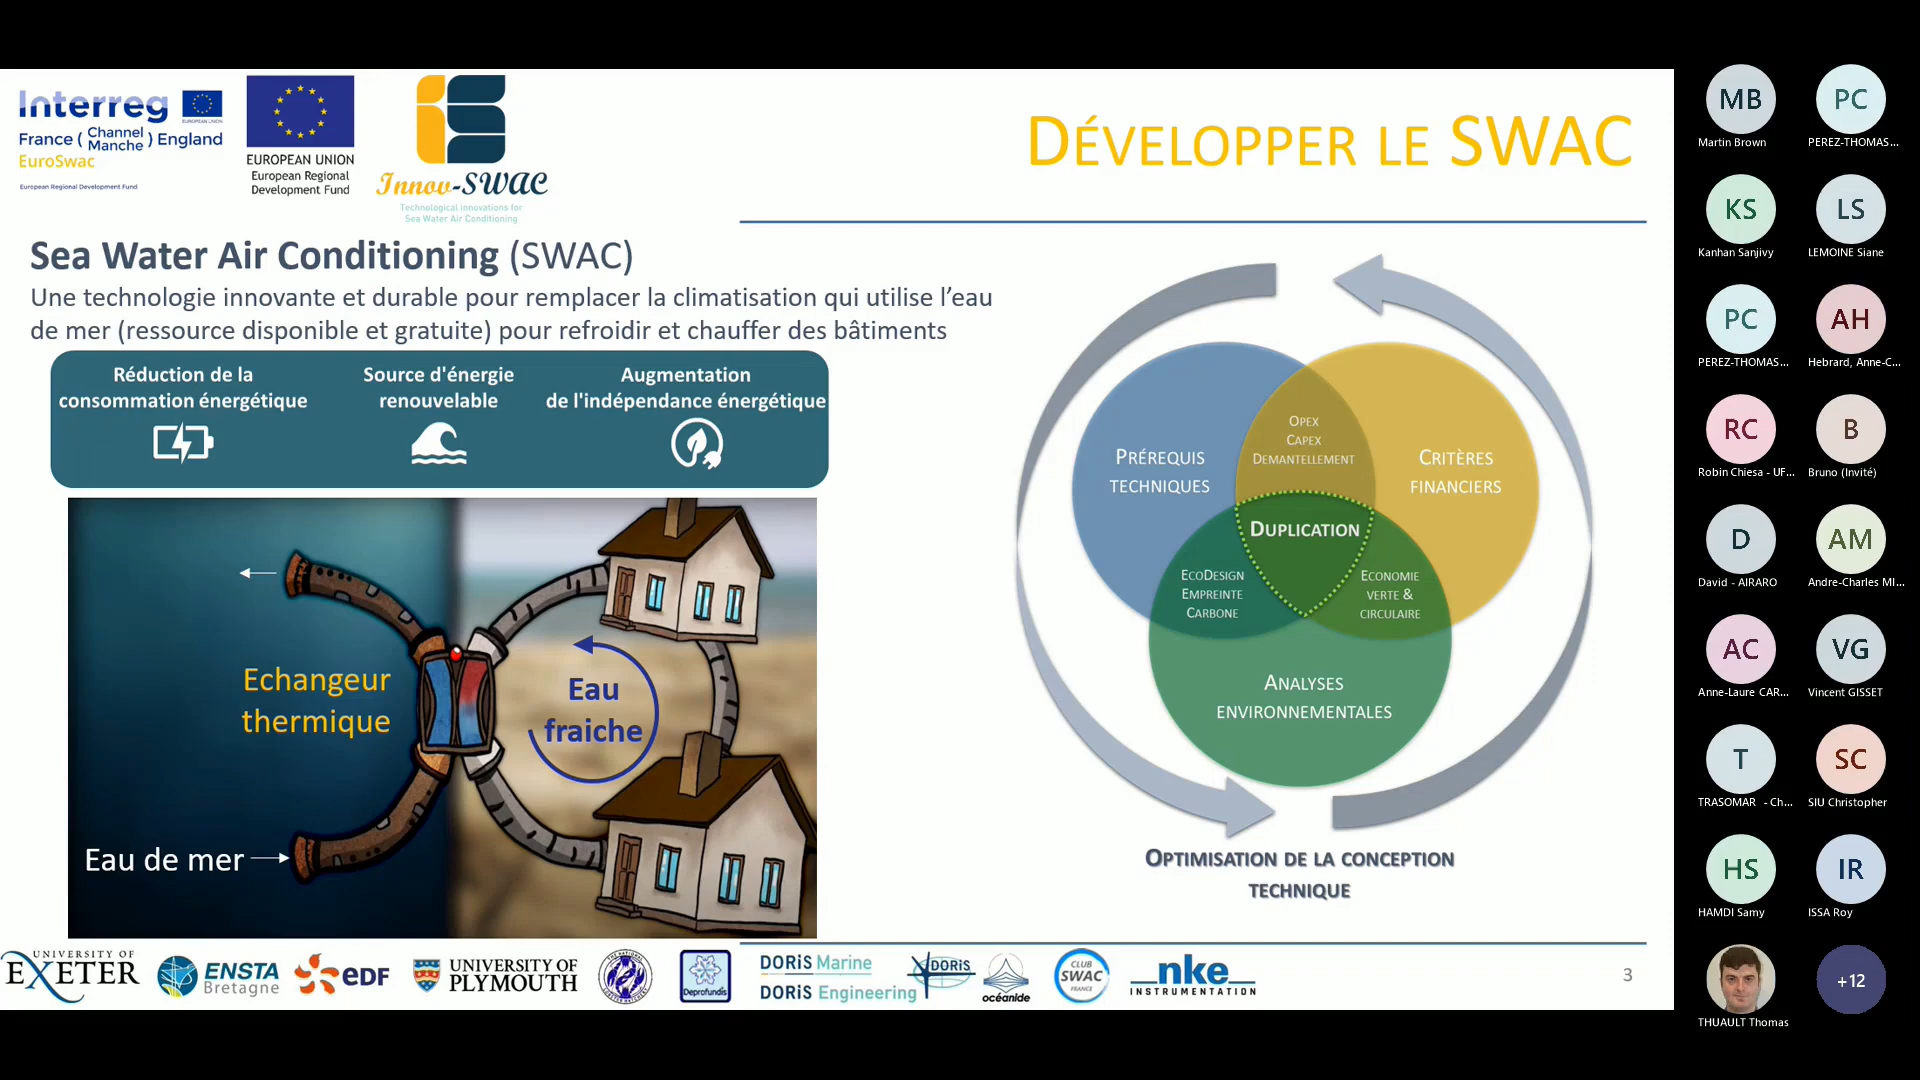 Interreg
EUROPEAN UNION
France ( Channel Manche ) England
EuroSwac
European Regional Development Fund
EUROPEAN UNION
European Regional
Development Fund
Innov-SWAC
Technological innovations for
Sea Water Air Conditioning
DÉVELOPPER LE SWAC
Sea Water Air Conditioning (SWAC)
Une technologie innovante et durable pour remplacer la climatisation qui utilise l’eau
de mer (ressource disponible et gratuite) pour refroidir et chauffer des bâtiments
Réduction de la
consommation énergétique
Source d'énergie
renouvelable
Augmentation
de l'indépendance énergétique
Echangeur
thermique
Eau
fraiche
Eau de mer
PRÉREQUIS
TECHNIQUES
OPEX
CAPEX
DEMANTELLEMENT
CRITÈRES
FINANCIERS
DUPLICATION
ECODESIGN
EMPREINTE
CARBONE
ECONOMIE
VERTE &
CIRCULAIRE
ANALYSES
ENVIRONNEMENTALES
OPTIMISATION DE LA CONCEPTION
TECHNIQUE
UNIVERSITY OF
EXETER
ENSTA
Bretagne
eDF
UNIVERSITY OF
PLYMOUTH
Deprofundis
DORiS Marine
DORiS Engineering
DORiS
océanide
CLUB
SWAC
FRANCE
nke
INSTRUMENTATION
3
MB
Martin Brown
PC
PEREZ-THOMAS...
KS
Kanhan Sanjivy
LS
LEMOINE Siane
PC
PEREZ-THOMAS...
AH
Hebrard, Anne-C...
RC
Robin Chiesa - UF...
B
Bruno (Invité)
D
David - AIRARO
AM
Andre-Charles MI...
AC
Anne-Laure CAR...
VG
Vincent GISSET
T
TRASOMAR - Ch...
SC
SIU Christopher
HS
HAMDI Samy
IR
ISSA Roy
THUAULT Thomas
+12